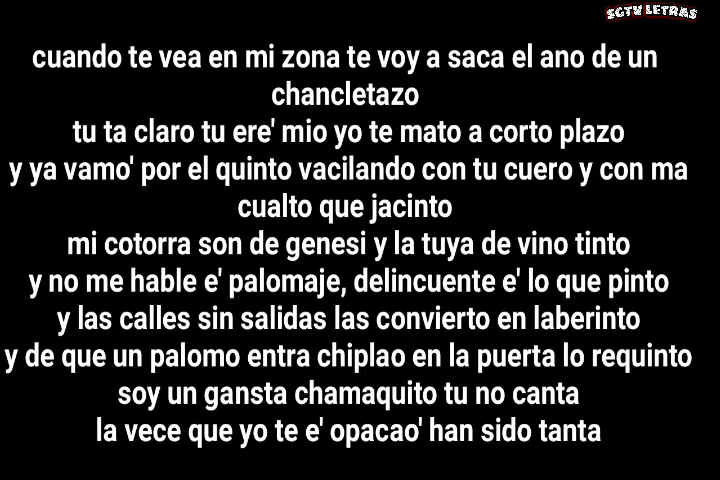 SGTV LETRAS
cuando te vea en mi zona te voy a saca el ano de un
chancletazo
tu ta claro tu ere' mio yo te mato a corto plazo
y ya vamo' por el quinto vacilando con tu cuero y con ma
cualto que jacinto
mi cotorra son de genesi y la tuya de vino tinto
y no me hable e' palomaje, delincuente e' lo que pinto
y las calles sin salidas las convierto en laberinto
y de que un palomo entra chiplao en la puerta lo requinto
soy un gansta chamaquito tu no canta
la vece que yo te e' opacao' han sido tanta